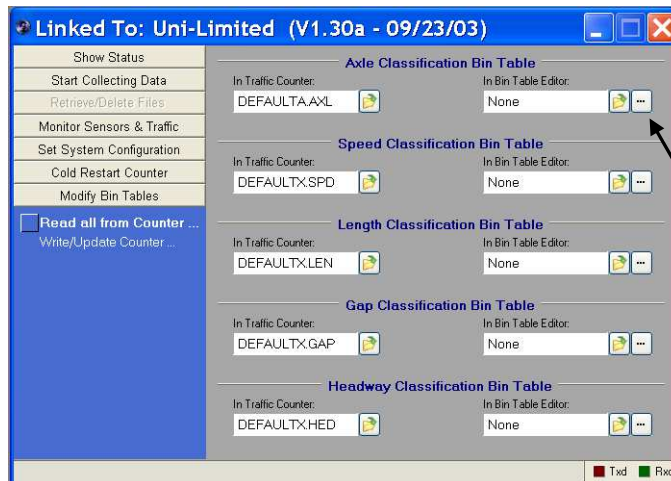 Linked To: Uni-Limited (V1.30a - 09/23/03)
Show Status
Start Collecting Data
Retrieve/Delete Files
Monitor Sensors & Traffic
Set System Configuration
Cold Restart Counter
Modify Bin Tables
Read all from Counter ...
Write/Update Counter ...
Axle Classification Bin Table
In Traffic Counter: In Bin Table Editor:
DEFAULTA.AXL None ...
Speed Classification Bin Table
In Traffic Counter: In Bin Table Editor:
DEFAULTX.SPD None ...
Length Classification Bin Table
In Traffic Counter: In Bin Table Editor:
DEFAULTX.LEN None ...
Gap Classification Bin Table
In Traffic Counter: In Bin Table Editor:
DEFAULTX.GAP None ...
Headway Classification Bin Table
In Traffic Counter: In Bin Table Editor:
DEFAULTX.HED None ...
Txd Rxd